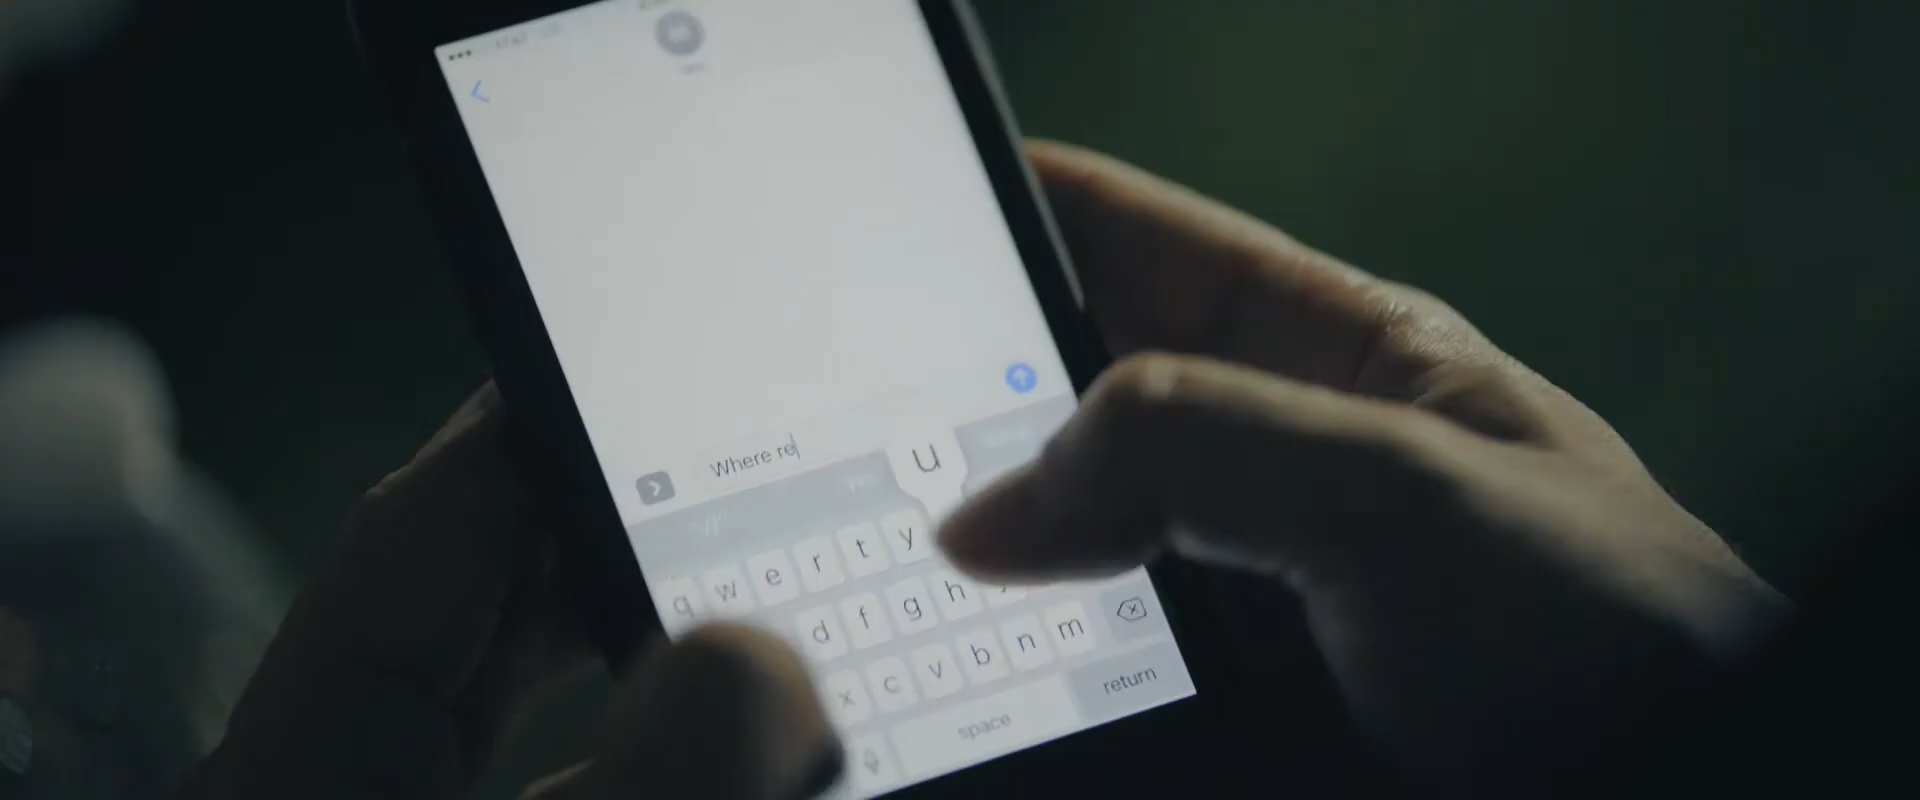 Where re
u
q w e r t y
d f g h
x c v b n m
space return